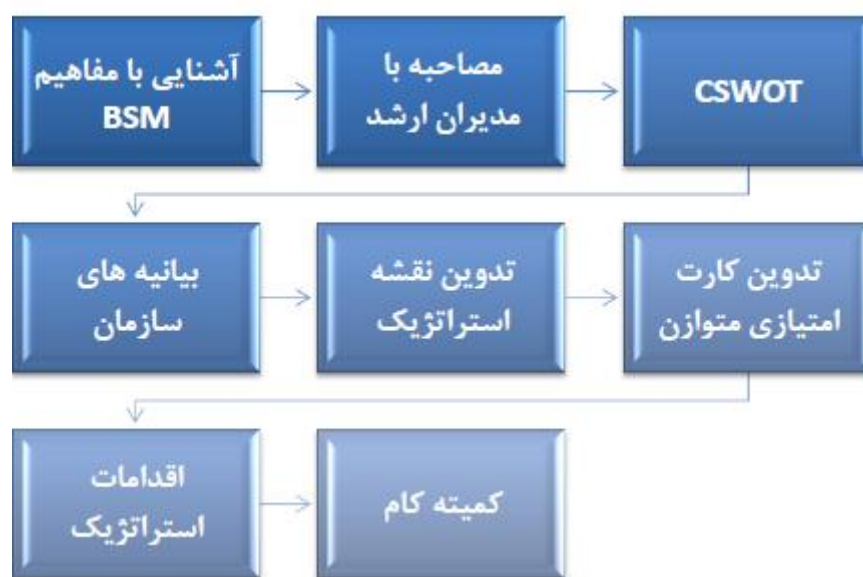 آشنایی با مفاهیم
BSM
مصاحبه با
مدیران ارشد
CSWOT
بیانیه های
سازمان
تدوین نقشه
استراتژیک
تدوین کارت
امتیازی متوازن
اقدامات
استراتژیک
کمیته کام